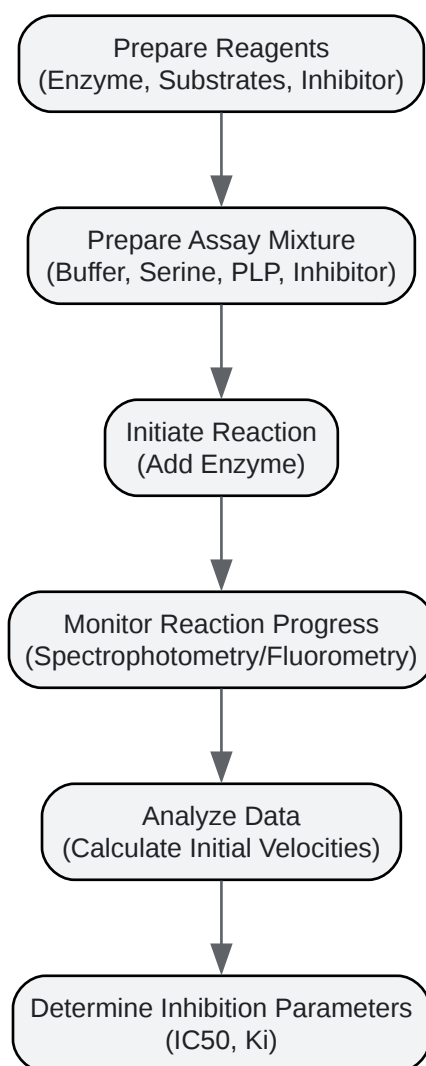 Prepare Reagents
(Enzyme, Substrates, Inhibitor)
Prepare Assay Mixture
(Buffer, Serine, PLP, Inhibitor)
Initiate Reaction
(Add Enzyme)
Monitor Reaction Progress
(Spectrophotometry/Fluorometry)
Analyze Data
(Calculate Initial Velocities)
Determine Inhibition Parameters
(IC50, Ki)